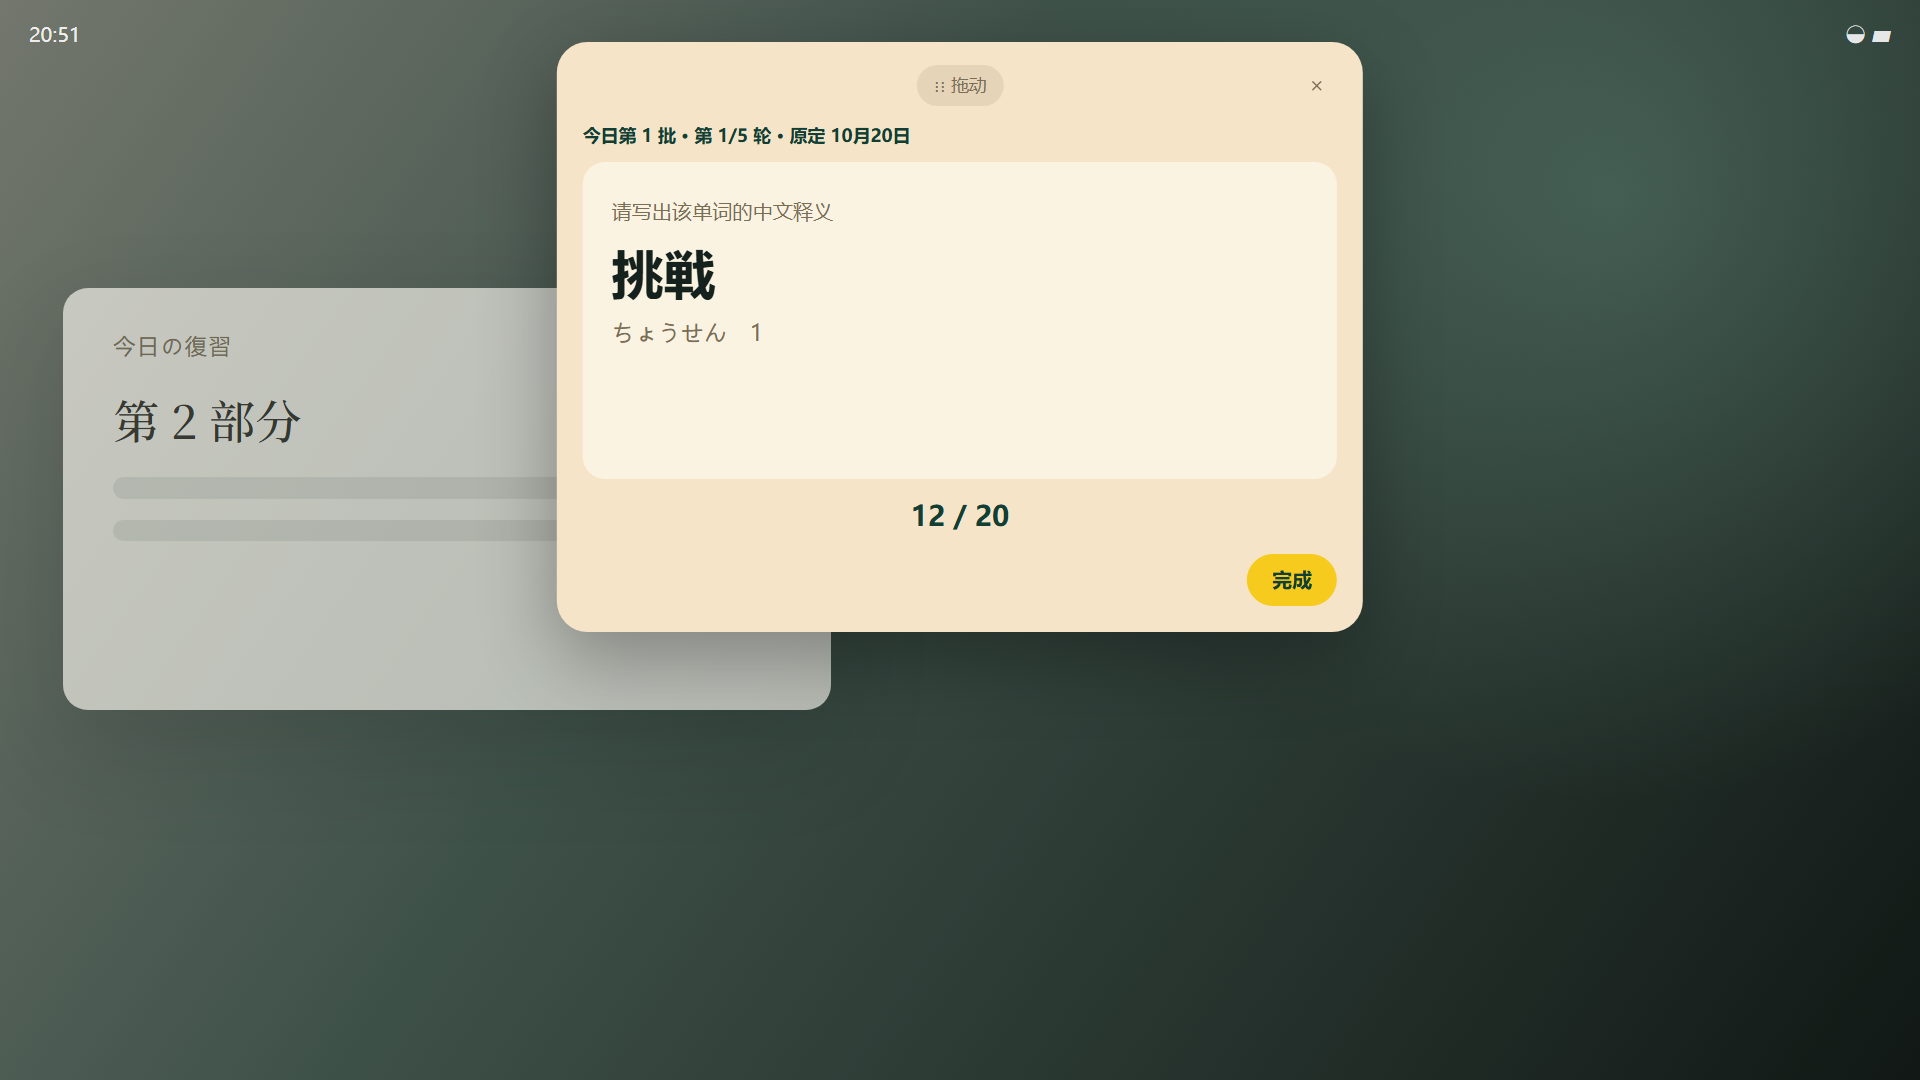 20:51
拖动
×
今日第 1 批 · 第 1/5 轮 · 原定 10月20日
请写出该单词的中文释义
挑戦
ちょうせん 1
12 / 20
完成
今日の復習
第 2 部分